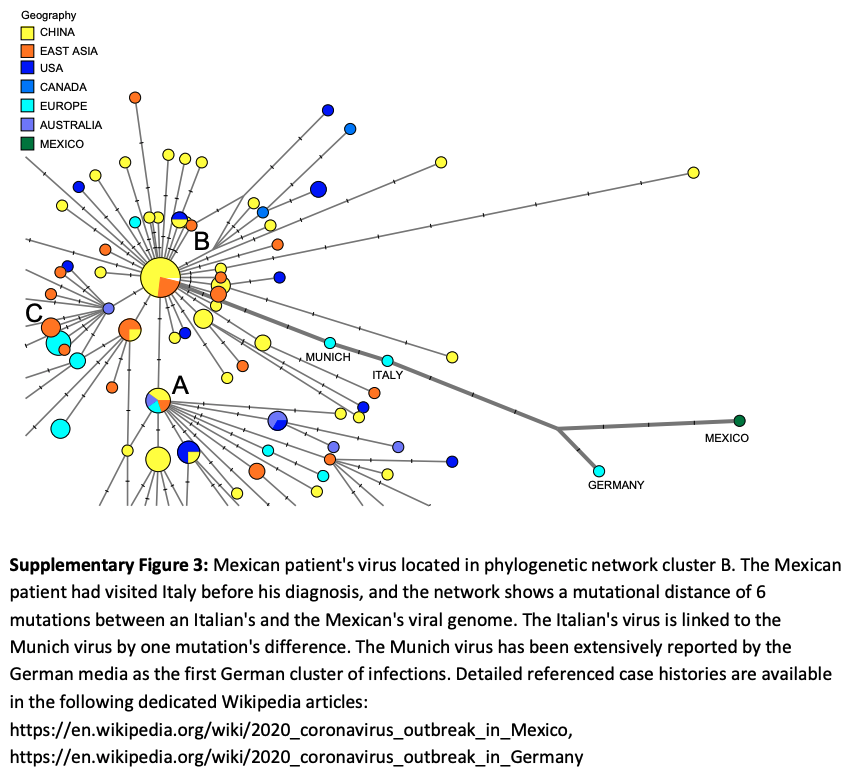 Geography
CHINA
EAST ASIA
USA
CANADA
EUROPE
AUSTRALIA
MEXICO
B
C
A
MUNICH
ITALY
MEXICO
GERMANY
Supplementary Figure 3: Mexican patient's virus located in phylogenetic network cluster B. The Mexican
patient had visited Italy before his diagnosis, and the network shows a mutational distance of 6
mutations between an Italian's and the Mexican's viral genome. The Italian's virus is linked to the
Munich virus by one mutation's difference. The Munich virus has been extensively reported by the
German media as the first German cluster of infections. Detailed referenced case histories are available
in the following dedicated Wikipedia articles:
https://en.wikipedia.org/wiki/2020_coronavirus_outbreak_in_Mexico,
https://en.wikipedia.org/wiki/2020_coronavirus_outbreak_in_Germany